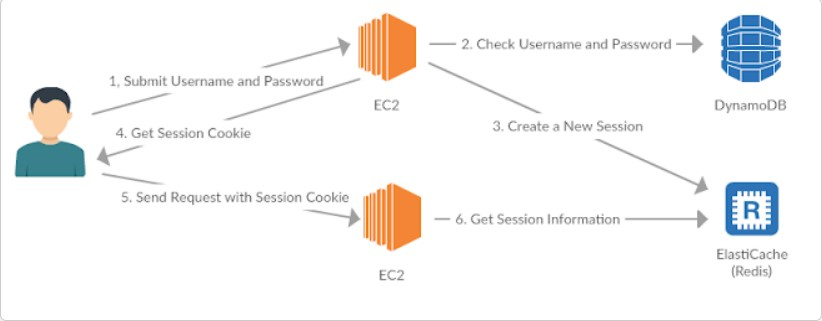 1, Submit Username and Password
EC2
2. Check Username and Password
DynamoDB
3. Create a New Session
4. Get Session Cookie
5. Send Request with Session Cookie
EC2
6. Get Session Information
R
ElastiCache
(Redis)